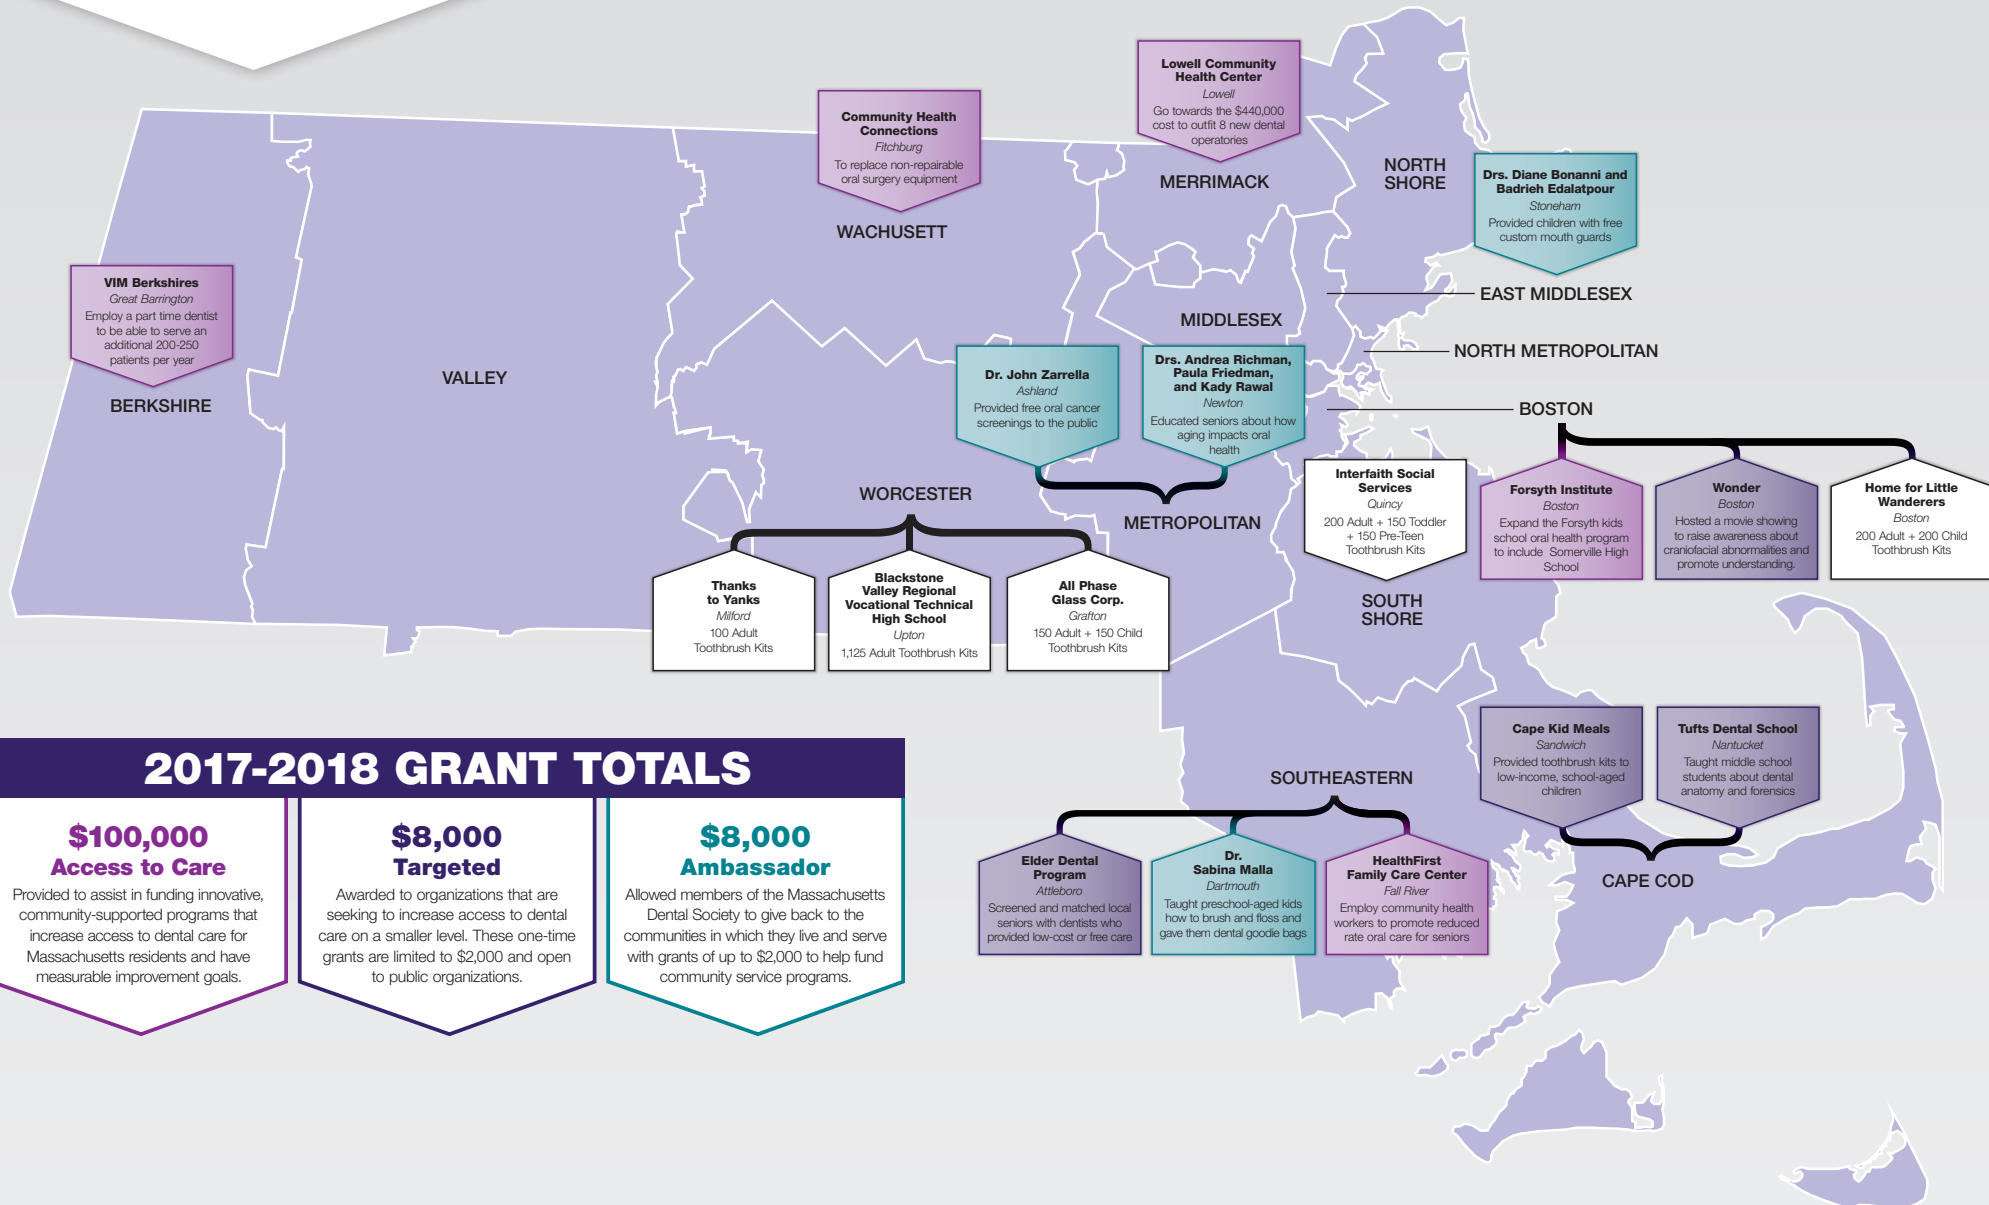 Lowell Community
Health Center
Lowell
Go towards the $440,000
cost to outfit 8 new dental
operatories
MERRIMACK
Community Health
Connections
Fitchburg
To replace non-repairable
oral surgery equipment
WACHUSETT
NORTH
SHORE
Drs. Diane Bonanni and
Badrieh Edalatpour
Stoneham
Provided children with free
custom mouth guards
EAST MIDDLESEX
VIM Berkshires
Great Barrington
Employ a part time dentist
to be able to serve an
additional 200-250
patients per year
BERKSHIRE
VALLEY
MIDDLESEX
NORTH METROPOLITAN
Dr. John Zarrella
Ashland
Provided free oral cancer
screenings to the public
Drs. Andrea Richman,
Paula Friedman,
and Kady Rawal
Newton
Educated seniors about how
aging impacts oral
health
METROPOLITAN
BOSTON
Interfaith Social
Services
Quincy
200 Adult + 150 Toddler
+ 150 Pre-Teen
Toothbrush Kits
SOUTH
SHORE
Forsyth Institute
Boston
Expand the Forsyth kids
school oral health program
to include Somerville High
School
Wonder
Boston
Hosted a movie showing
to raise awareness about
craniofacial abnormalities and
promote understanding.
Home for Little
Wanderers
Boston
200 Adult + 200 Child
Toothbrush Kits
WORCESTER
Thanks
to Yanks
Milford
100 Adult
Toothbrush Kits
Blackstone
Valley Regional
Vocational Technical
High School
Upton
1,125 Adult Toothbrush Kits
All Phase
Glass Corp.
Grafton
150 Adult + 150 Child
Toothbrush Kits
Cape Kid Meals
Sandwich
Provided toothbrush kits to
low-income, school-aged
children
Tufts Dental School
Nantucket
Taught middle school
students about dental
anatomy and forensics
CAPE COD
SOUTHEASTERN
Elder Dental
Program
Attleboro
Screened and matched local
seniors with dentists who
provided low-cost or free care
Dr.
Sabina Malla
Dartmouth
Taught preschool-aged kids
how to brush and floss and
gave them dental goodie bags
HealthFirst
Family Care Center
Fall River
Employ community health
workers to promote reduced
rate oral care for seniors
2017-2018 GRANT TOTALS
$100,000
Access to Care
Provided to assist in funding innovative,
community-supported programs that
increase access to dental care for
Massachusetts residents and have
measurable improvement goals.
$8,000
Targeted
Awarded to organizations that are
seeking to increase access to dental
care on a smaller level. These one-time
grants are limited to $2,000 and open
to public organizations.
$8,000
Ambassador
Allowed members of the Massachusetts
Dental Society to give back to the
communities in which they live and serve
with grants of up to $2,000 to help fund
community service programs.